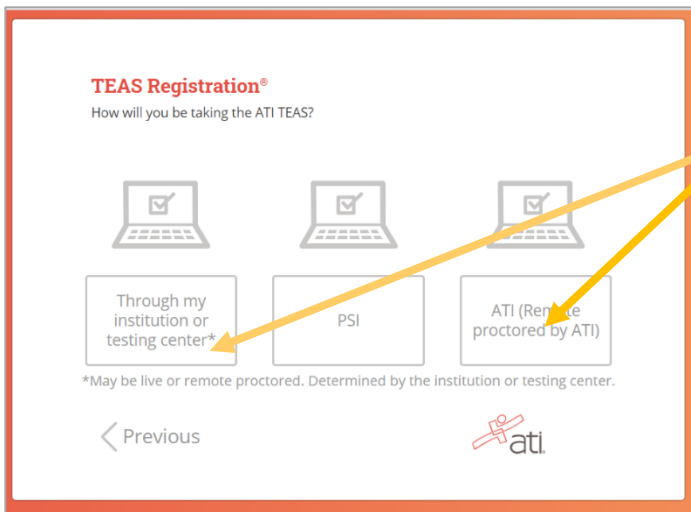 TEAS Registration®
How will you be taking the ATI TEAS?
Through my
institution or
testing center*
PSI
ATI (Remote
proctored by ATI)
*May be live or remote proctored. Determined by the institution or testing center.
Previous
ati